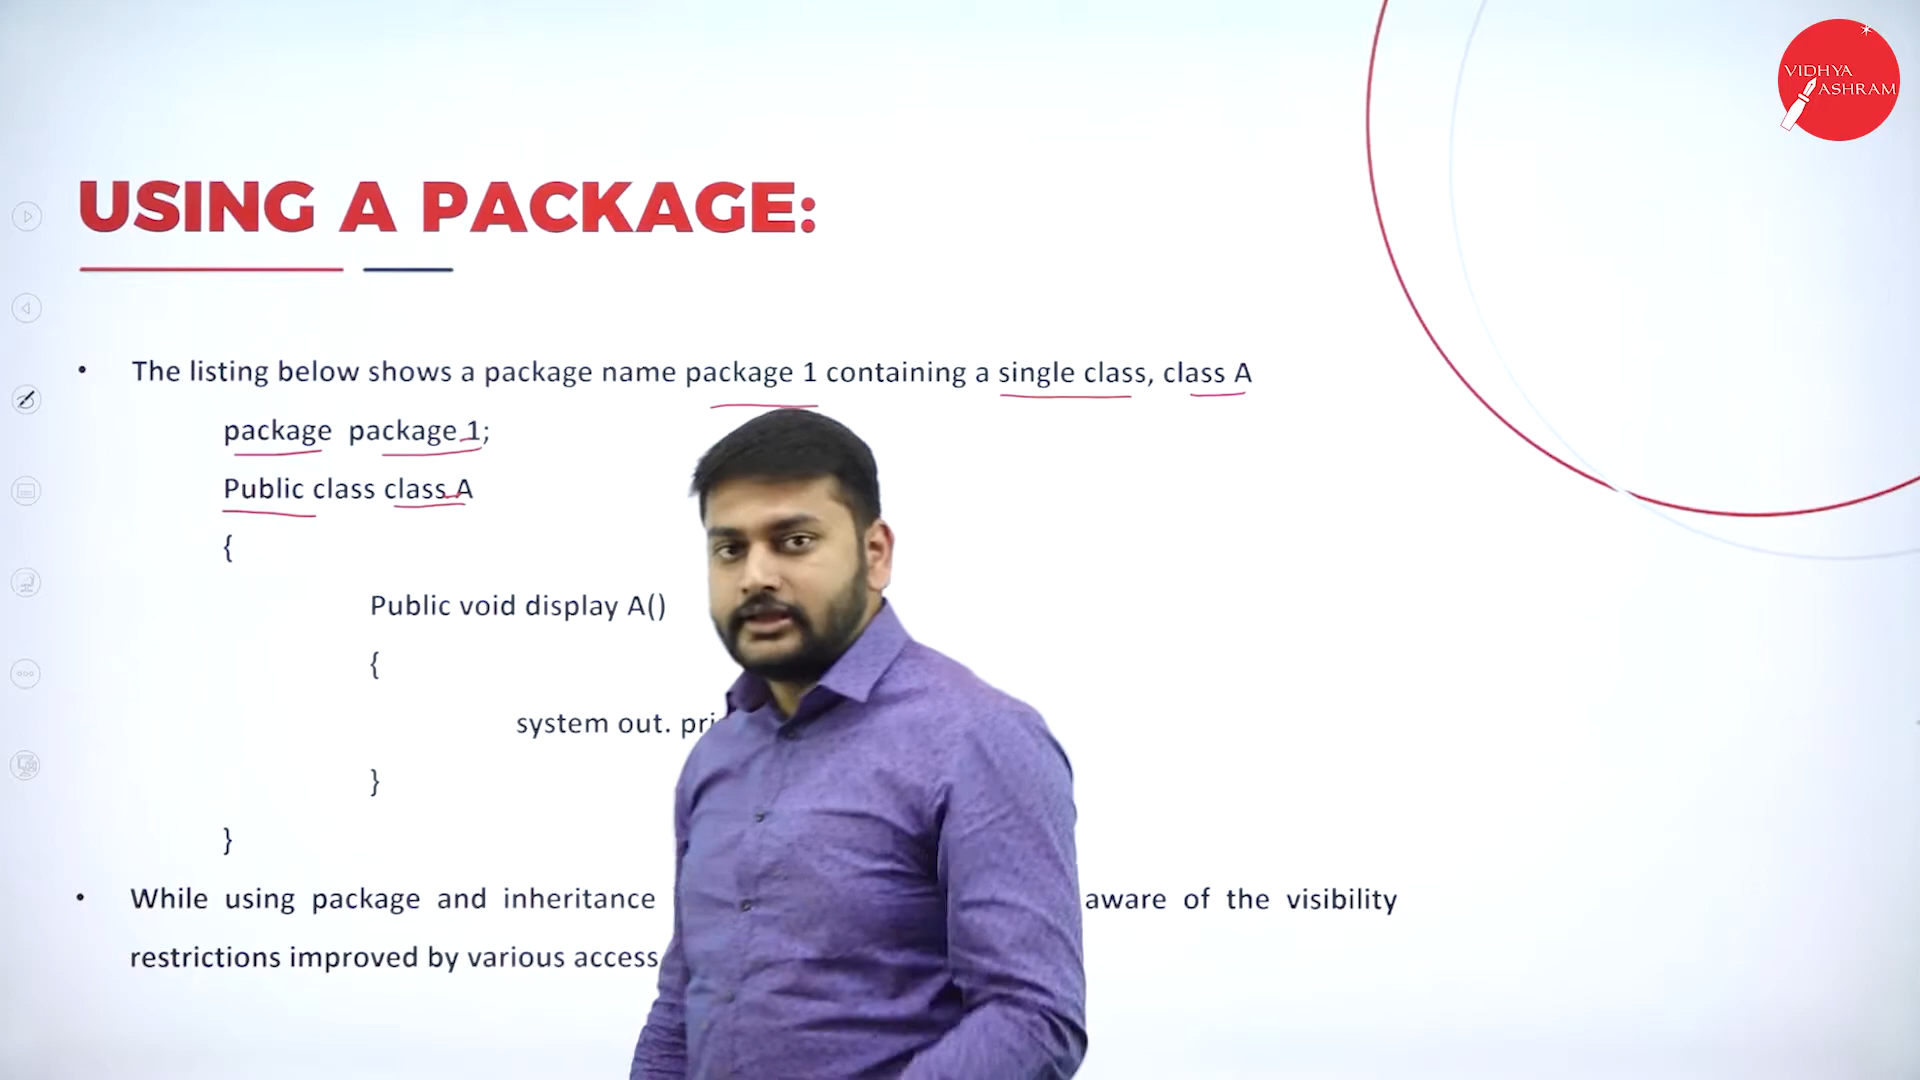 VIDHYA
ASHRAM
USING A PACKAGE:
• The listing below shows a package name package 1 containing a single class, class A
package package 1;
Public class class A
{
Public void display A()
{
system out.
}
}
• While using package and inheritance aware of the visibility
restrictions improved by various access